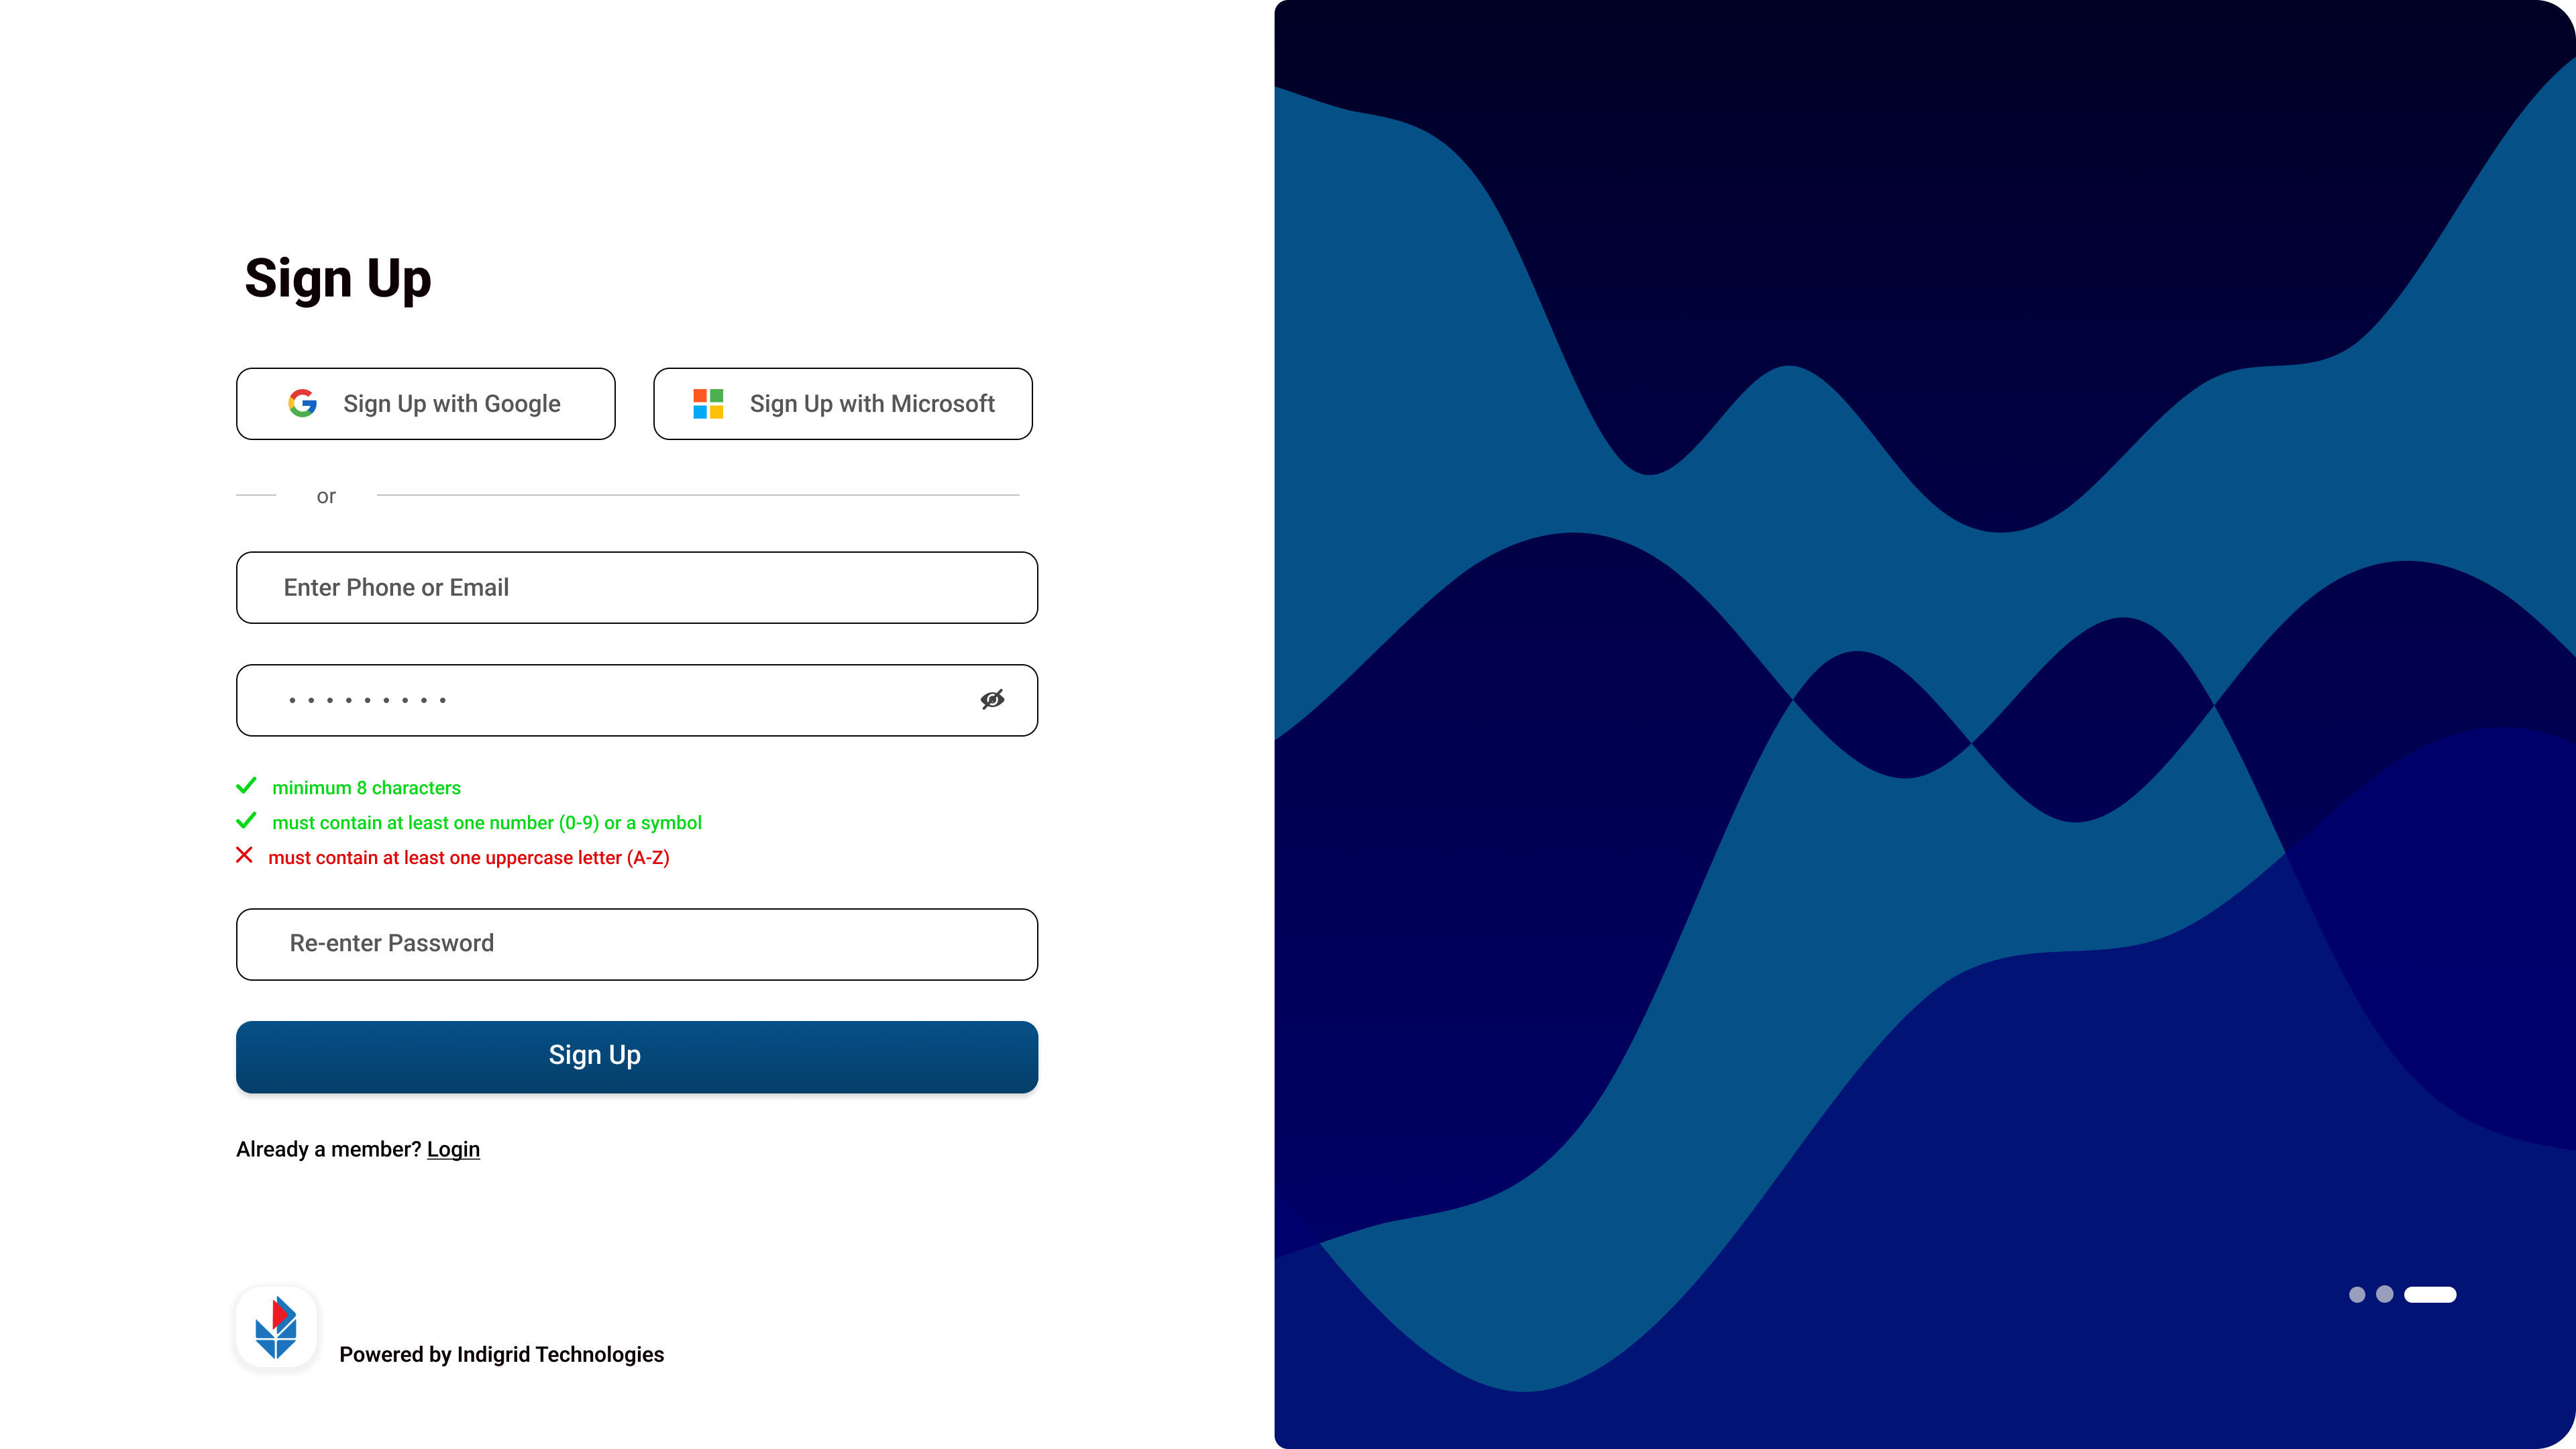 Sign Up
Sign Up with Google
Sign Up with Microsoft
or
Enter Phone or Email
minimum 8 characters
must contain at least one number (0-9) or a symbol
must contain at least one uppercase letter (A-Z)
Re-enter Password
Sign Up
Already a member? Login
Powered by Indigrid Technologies